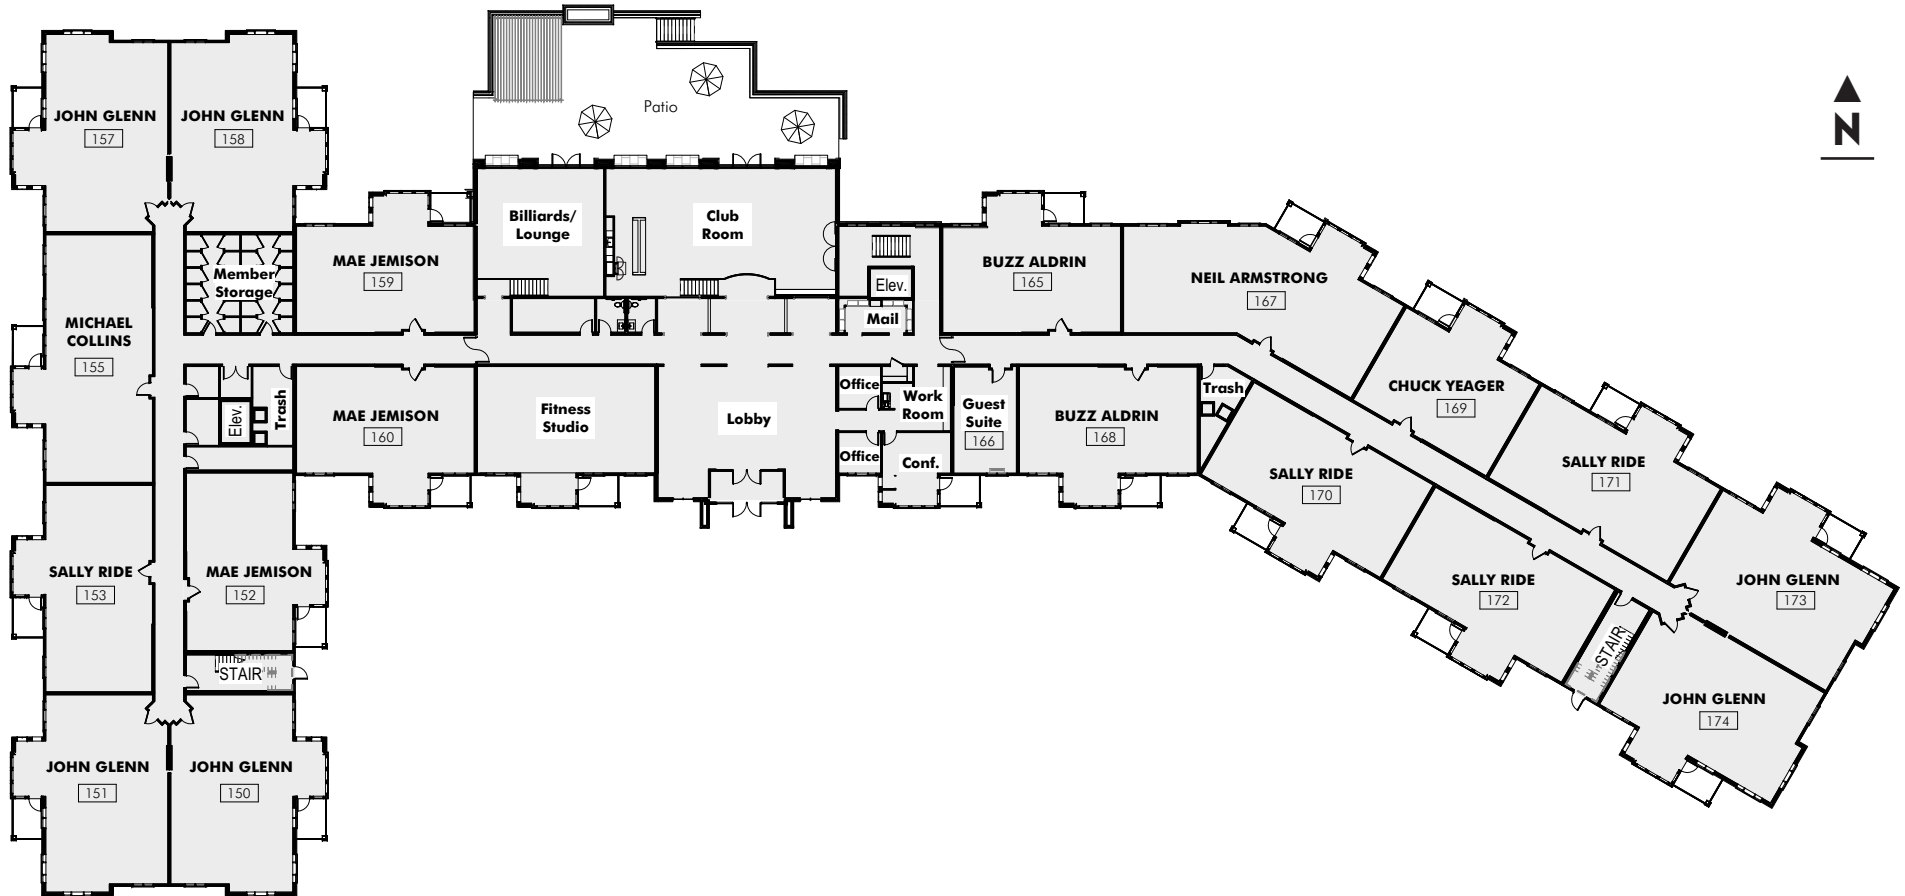 Patio
N
JOHN GLENN
157
JOHN GLENN
158
Billiards/
Lounge
Club
Room
MAE JEMISON
159
Member
Storage
BUZZ ALDRIN
165
NEIL ARMSTRONG
167
Elev.
Mail
MICHAEL
COLLINS
155
CHUCK YEAGER
169
Elev.
Trash
MAE JEMISON
160
Fitness
Studio
Lobby
Office
Work
Room
Office
Conf.
Guest
Suite
166
BUZZ ALDRIN
168
Trash
SALLY RIDE
170
SALLY RIDE
171
SALLY RIDE
153
MAE JEMISON
152
SALLY RIDE
172
JOHN GLENN
173
STAIR
STAIR
JOHN GLENN
174
JOHN GLENN
151
JOHN GLENN
150